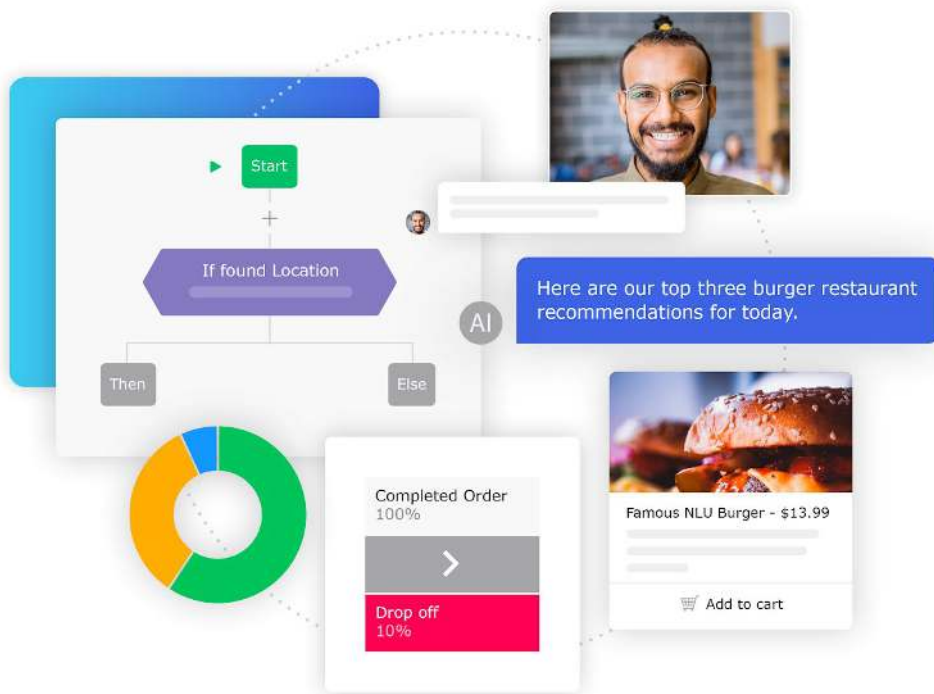 Start
If found Location
Then
Else
AI
Here are our top three burger restaurant
recommendations for today.
Completed Order
100%
Drop off
10%
Famous NLU Burger - $13.99
Add to cart